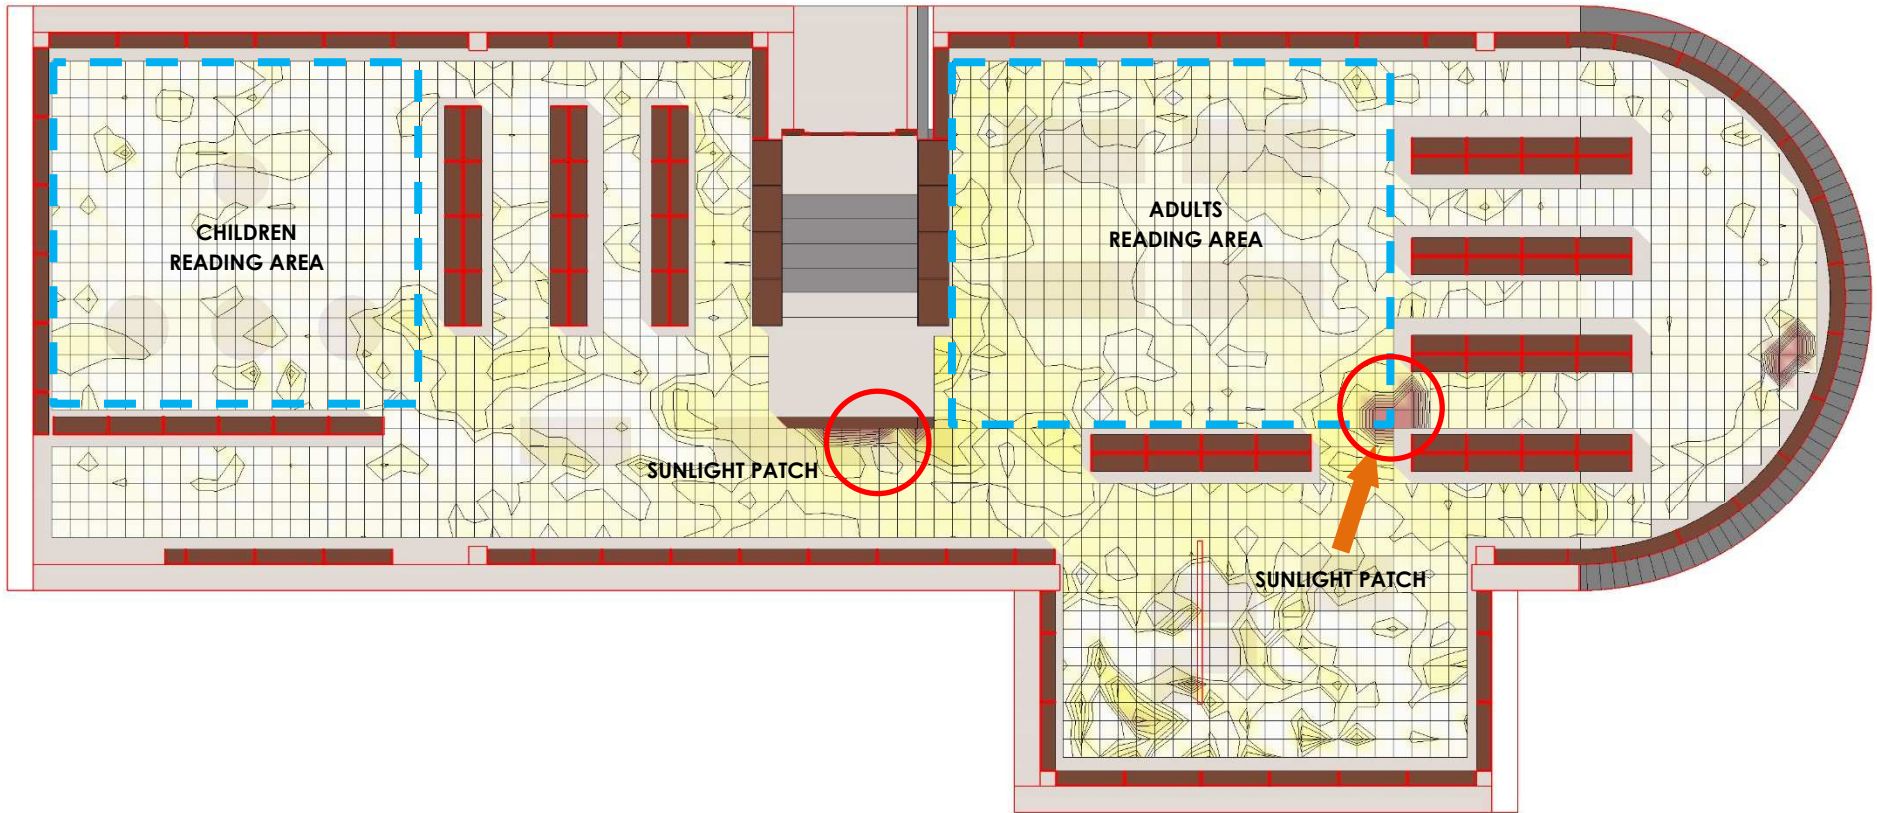 CHILDREN
READING AREA
ADULTS
READING AREA
SUNLIGHT PATCH
SUNLIGHT PATCH